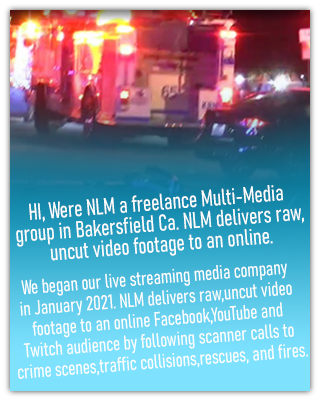 HI, Were NLM a freelance Multi-Media
group in Bakersfield Ca. NLM delivers raw,
uncut video footage to an online.
We began our live streaming media company
in January 2021. NLM delivers raw,uncut video
footage to an online Facebook,YouTube and
Twitch audience by following scanner calls to
crime scenes,traffic collisions,rescues, and fires.